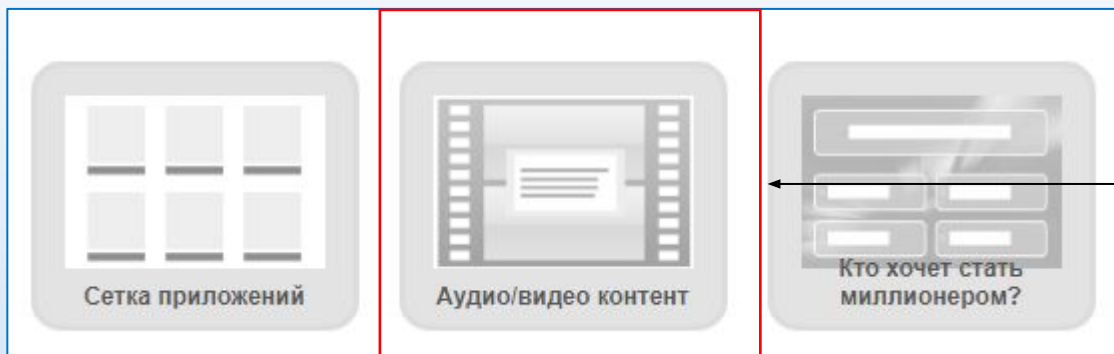 Сетка приложений
Аудио/видео контент
Кто хочет стать
миллионером?